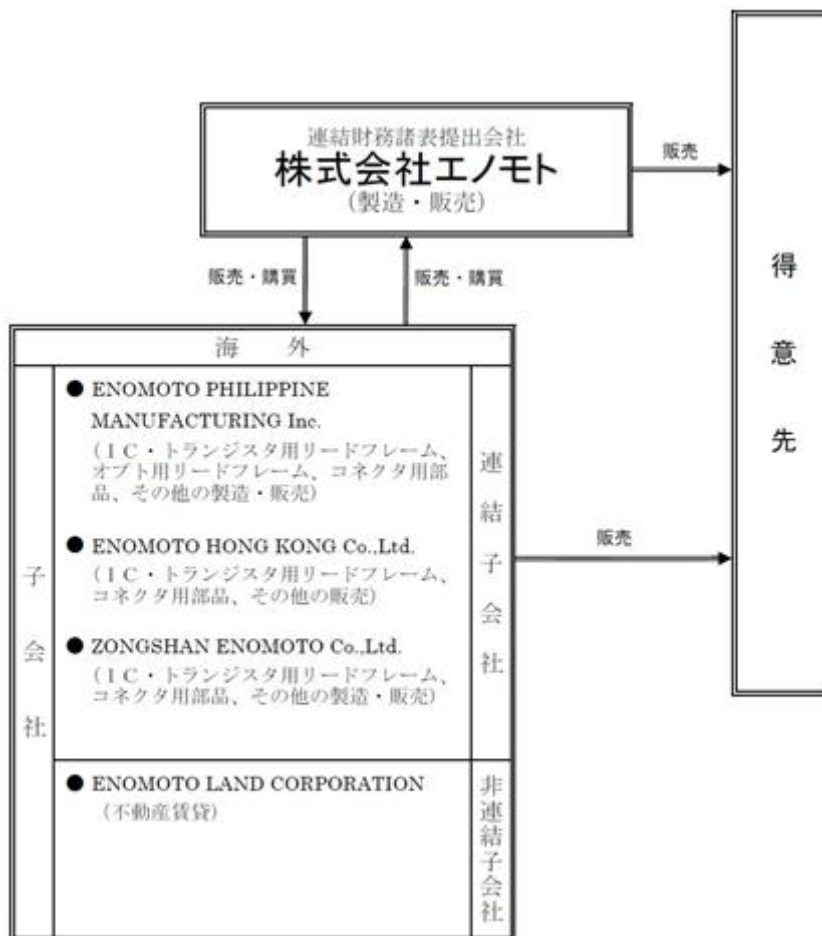 連結財務諸表提出会社
株式会社エノモト
(製造・販売)
販売
販売・購買
販売・購買
得意先
海 外
子会社
● ENOMOTO PHILIPPINE
MANUFACTURING Inc.
(IC・トランジスタ用リードフレーム、
オプト用リードフレーム、コネクタ用部
品、その他の製造・販売)
● ENOMOTO HONG KONG Co.,Ltd.
(IC・トランジスタ用リードフレーム、
コネクタ用部品、その他の販売)
● ZONGSHAN ENOMOTO Co.,Ltd.
(IC・トランジスタ用リードフレーム、
コネクタ用部品、その他の製造・販売)
連結子会社
販売
● ENOMOTO LAND CORPORATION
(不動産賃貸)
非連結子会社